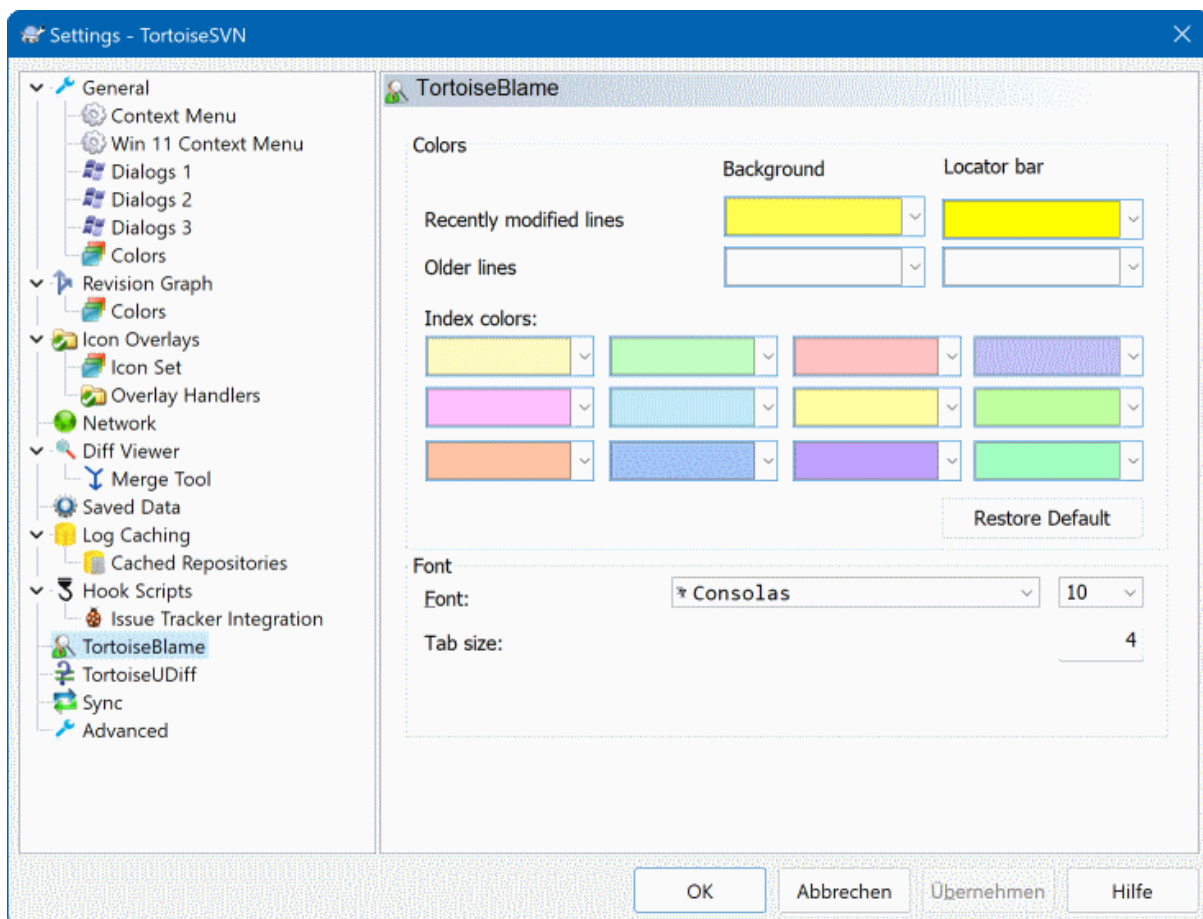 Settings - TortoiseSVN
General
Context Menu
Win 11 Context Menu
Dialogs 1
Dialogs 2
Dialogs 3
Colors
Revision Graph
Colors
Icon Overlays
Icon Set
Overlay Handlers
Network
Diff Viewer
Merge Tool
Saved Data
Log Caching
Cached Repositories
Hook Scripts
Issue Tracker Integration
TortoiseBlame
TortoiseUDiff
Sync
Advanced
TortoiseBlame
Colors
Background Locator bar
Recently modified lines
Older lines
Index colors:
Restore Default
Font
Font: Consolas 10
Tab size: 4
OK Abbrechen Übernehmen Hilfe